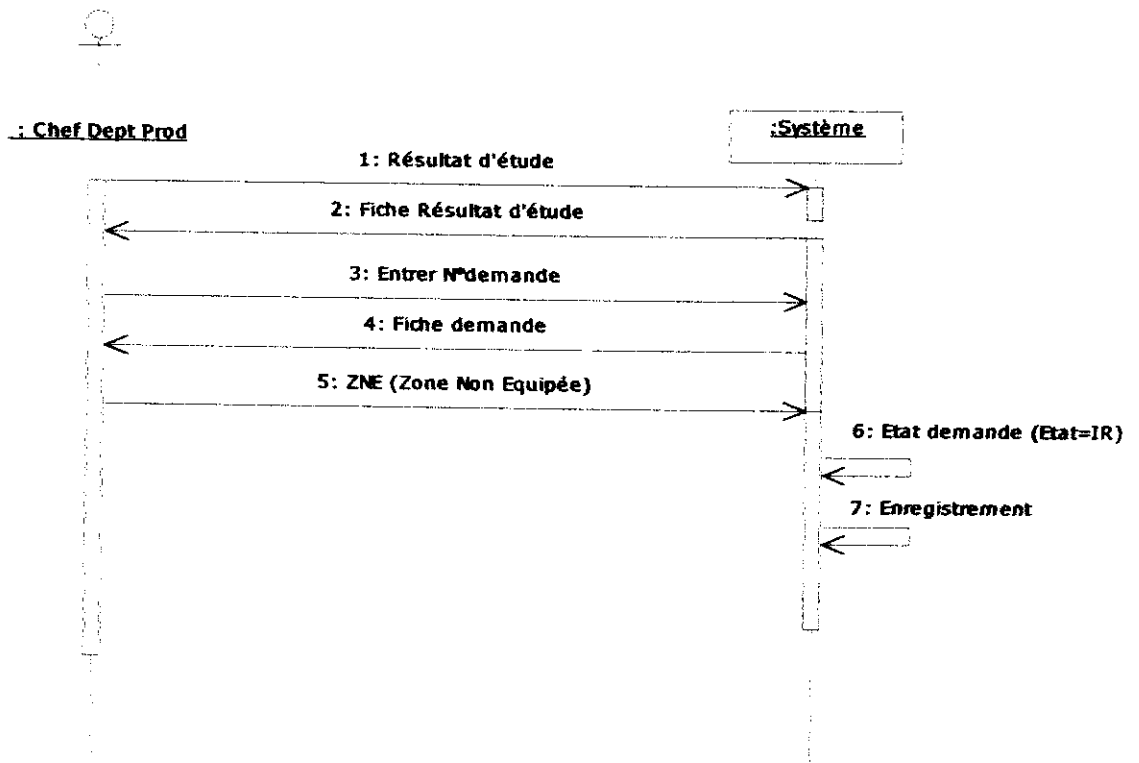 : Chef Dept Prod
:Système
1: Résultat d'étude
2: Fiche Résultat d'étude
3: Entrer N°demande
4: Fiche demande
5: ZNE (Zone Non Equipée)
6: Etat demande (Etat=IR)
7: Enregistrement